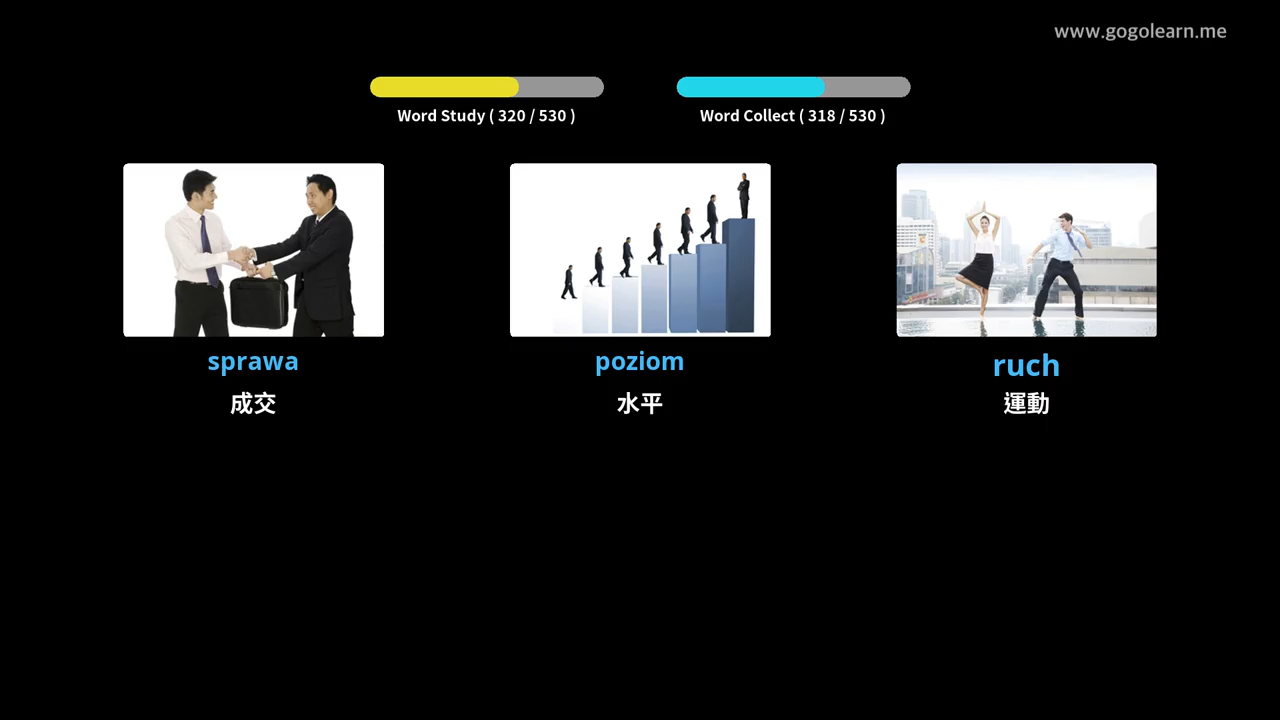 www.gogolearn.me
Word Study ( 320 / 530 )
Word Collect ( 318 / 530 )
sprawa
成交
poziom
水平
ruch
運動